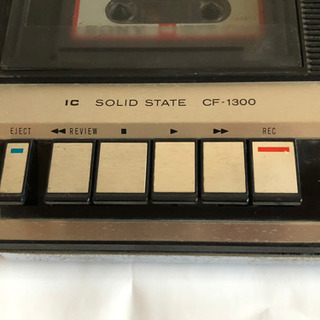 SONY
IC SOLID STATE CF-1300
EJECT ◀◀ REVIEW ■ ▶ ▶▶ REC